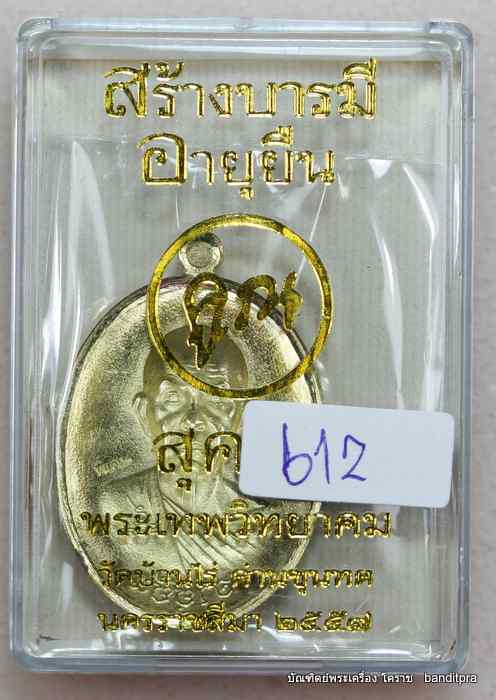 สร้างบารมี
อายุยืน
คูณ
สุค
612
พระเทพวิทยาคม
วัดบ้านไร่ ด่านขุนทด
นครราชสีมา ๒๕๕๗
บัณฑิตย์พระเครื่อง โคราช banditpra